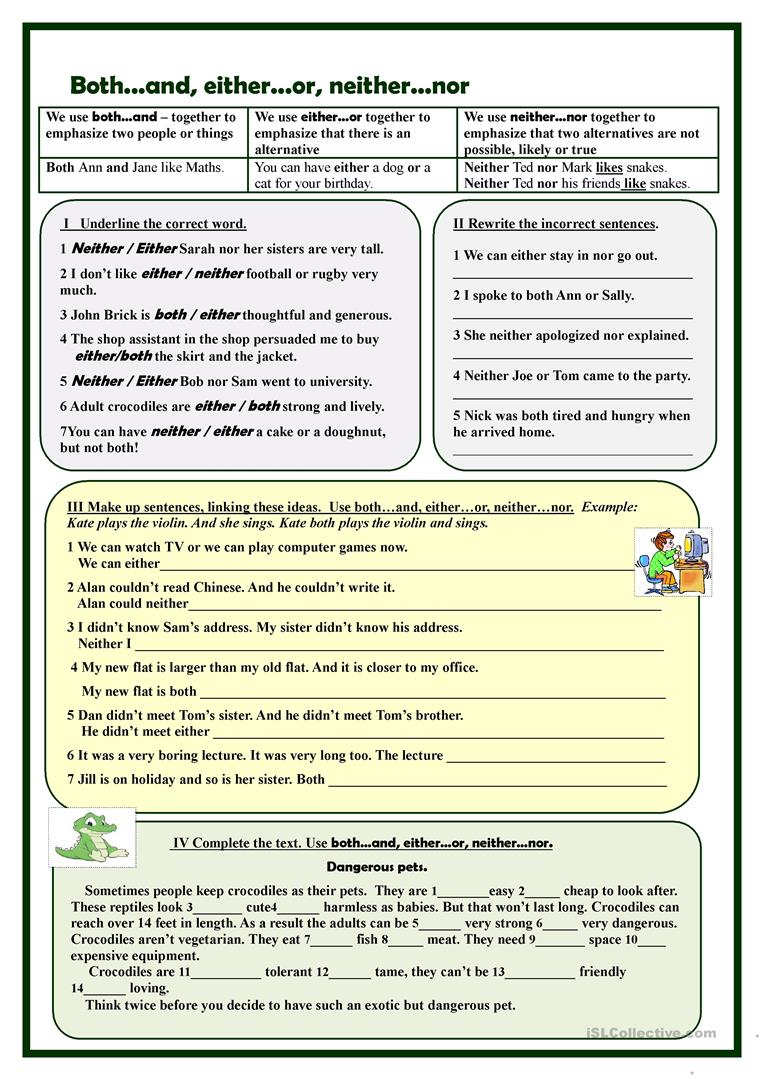 Both...and, either...or, neither...nor
We use both...and – together to
emphasize two people or things
We use either...or together to
emphasize that there is an
alternative
We use neither...nor together to
emphasize that two alternatives are not
possible, likely or true
Both Ann and Jane like Maths.
You can have either a dog or a
cat for your birthday.
Neither Ted nor Mark likes snakes.
Neither Ted nor his friends like snakes.
I Underline the correct word.
1 Neither / Either Sarah nor her sisters are very tall.
2 I don't like either / neither football or rugby very
much.
3 John Brick is both / either thoughtful and generous.
4 The shop assistant in the shop persuaded me to buy
either/both the skirt and the jacket.
5 Neither / Either Bob nor Sam went to university.
6 Adult crocodiles are either / both strong and lively.
7You can have neither / either a cake or a doughnut,
but not both!
II Rewrite the incorrect sentences.
1 We can either stay in nor go out.
2 I spoke to both Ann or Sally.
3 She neither apologized nor explained.
4 Neither Joe or Tom came to the party.
5 Nick was both tired and hungry when
he arrived home.
III Make up sentences, linking these ideas. Use both...and, either...or, neither...nor. Example:
Kate plays the violin. And she sings. Kate both plays the violin and sings.
1 We can watch TV or we can play computer games now.
We can either____
2 Alan couldn't read Chinese. And he couldn't write it.
Alan could neither____
3 I didn't know Sam's address. My sister didn't know his address.
Neither I ____
4 My new flat is larger than my old flat. And it is closer to my office.
My new flat is both ____
5 Dan didn't meet Tom's sister. And he didn't meet Tom's brother.
He didn't meet either ____
6 It was a very boring lecture. It was very long too. The lecture ____
7 Jill is on holiday and so is her sister. Both ____
IV Complete the text. Use both...and, either...or, neither...nor.
Dangerous pets.
Sometimes people keep crocodiles as their pets. They are 1_______easy 2_____ cheap to look after.
These reptiles look 3_______ cute4______ harmless as babies. But that won't last long. Crocodiles can
reach over 14 feet in length. As a result the adults can be 5______ very strong 6_____ very dangerous.
Crocodiles aren't vegetarian. They eat 7______ fish 8_____ meat. They need 9_______ space 10____
expensive equipment.
Crocodiles are 11__________ tolerant 12______ tame, they can't be 13__________ friendly
14______ loving.
Think twice before you decide to have such an exotic but dangerous pet.
iSLCollective.com